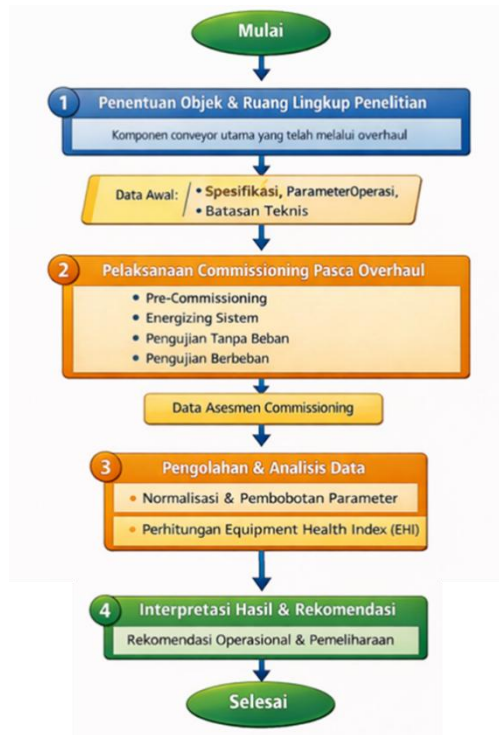 Mulai
1 Penentuan Objek & Ruang Lingkup Penelitian
Komponen conveyor utama yang telah melalui overhaul
Data Awal: • Spesifikasi, ParameterOperasi,
• Batasan Teknis
2 Pelaksanaan Commissioning Pasca Overhaul
• Pre-Commissioning
• Energizing Sistem
• Pengujian Tanpa Beban
• Pengujian Berbeban
Data Asesmen Commissioning
3 Pengolahan & Analisis Data
• Normalisasi & Pembobotan Parameter
• Perhitungan Equipment Health Index (EHI)
4 Interpretasi Hasil & Rekomendasi
Rekomendasi Operasional & Pemeliharaan
Selesai